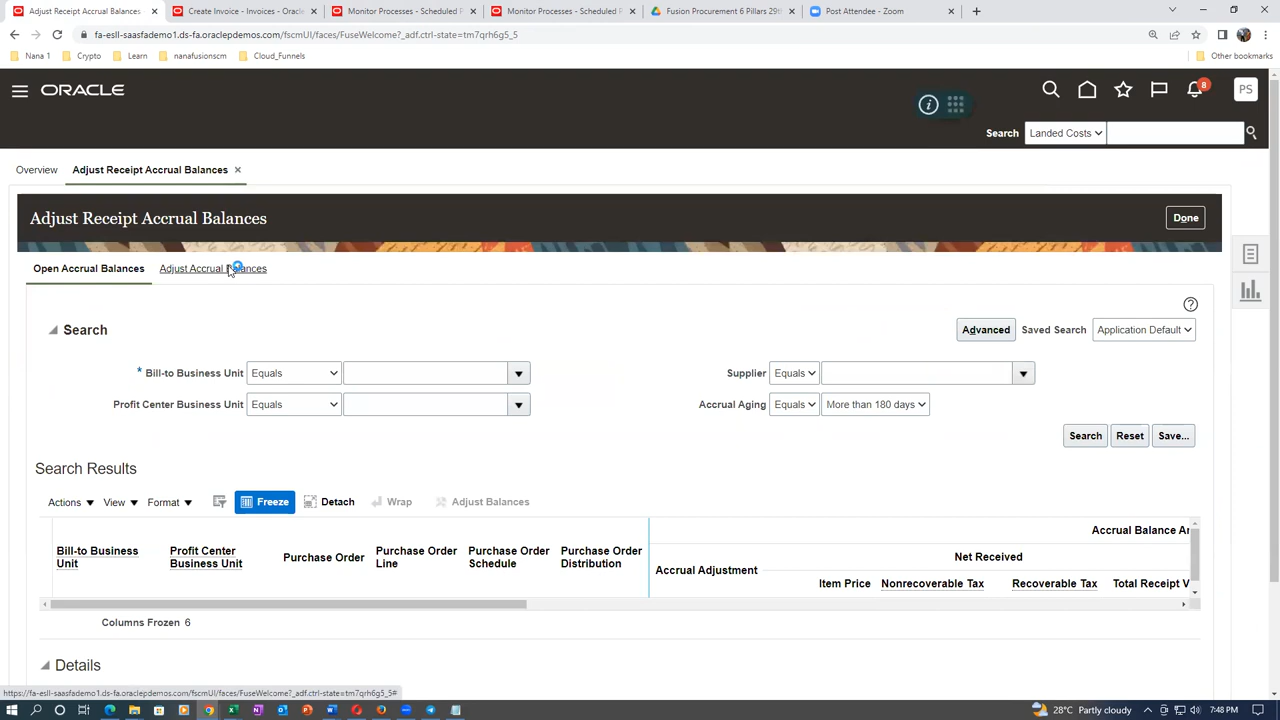 Adjust Receipt Accrual Balances
Create Invoice - Invoices - Oracle
Monitor Processes - Scheduled P
Monitor Processes - Scheduled P
Fusion Procurement 6 Pillars 29th
Post Attendee - Zoom
fa-esll-saasfademo1.ds-fa.oraclepdemos.com/fscmUI/faces/FuseWelcome?_adf.ctrl-state=tm7qrh6g5_5
Nana 1
Crypto
Learn
nanafusionscm
Cloud_Funnels
Other bookmarks
ORACLE
8
PS
Search
Landed Costs
Overview
Adjust Receipt Accrual Balances
Adjust Receipt Accrual Balances
Done
Open Accrual Balances
Adjust Accrual Balances
Search
Advanced
Saved Search
Application Default
* Bill-to Business Unit
Equals
Supplier
Equals
Profit Center Business Unit
Equals
Accrual Aging
Equals
More than 180 days
Search
Reset
Save...
Search Results
Actions
View
Format
Freeze
Detach
Wrap
Adjust Balances
Bill-to Business
Unit
Profit Center
Business Unit
Purchase Order
Purchase Order
Line
Purchase Order
Schedule
Purchase Order
Distribution
Accrual Adjustment
Accrual Balance Ar
Net Received
Item Price
Nonrecoverable Tax
Recoverable Tax
Total Receipt V
Columns Frozen 6
Details
https://fa-esll-saasfademo1.ds-fa.oraclepdemos.com/fscmUI/faces/FuseWelcome?_adf.ctrl-state=tm7qrh6g5_5#
28°C Partly cloudy
7:48 PM